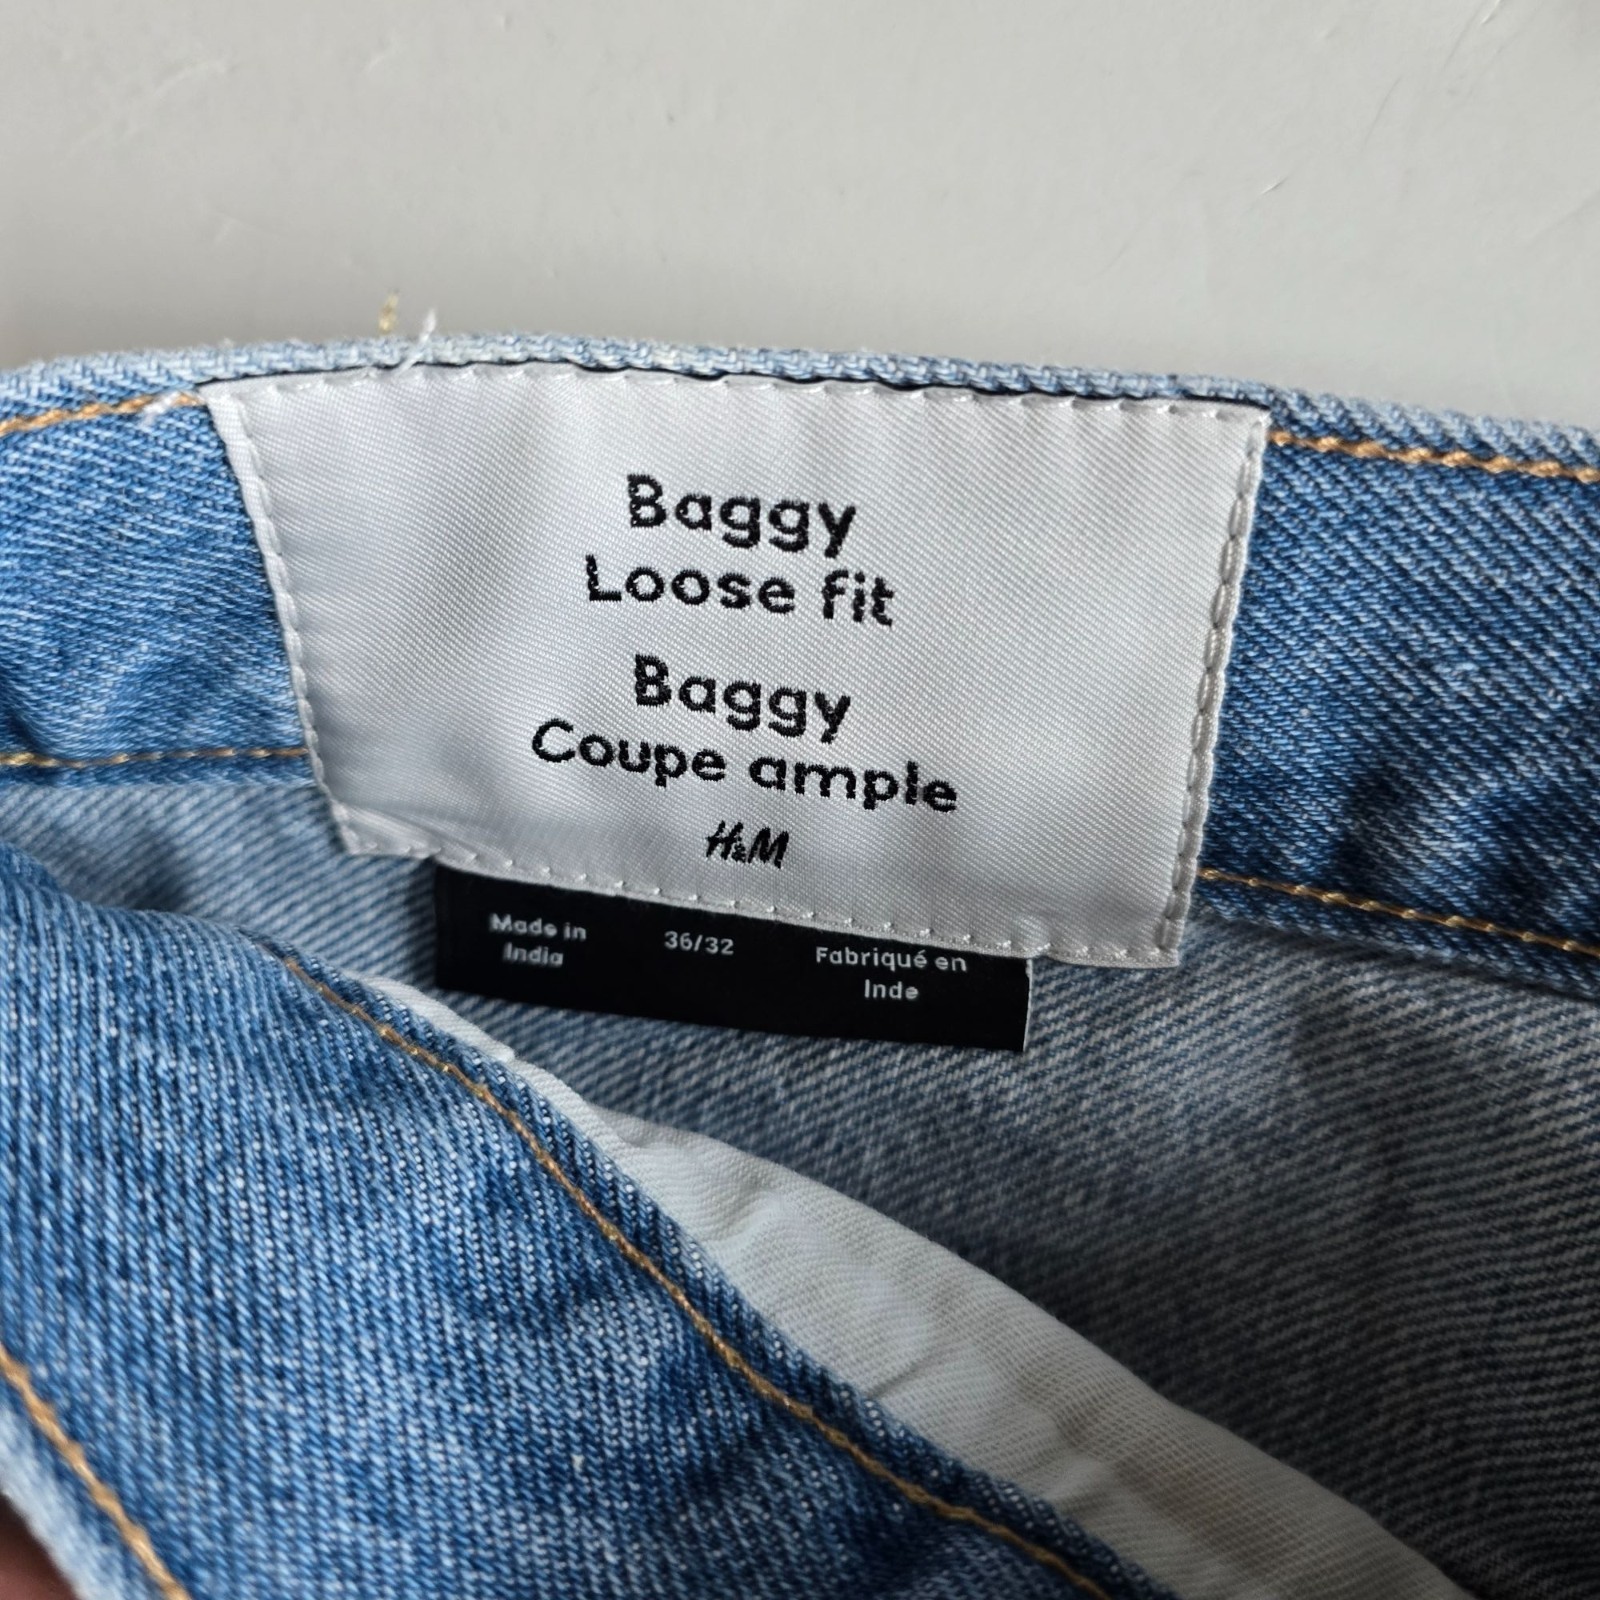 Baggy
Loose fit
Baggy
Coupe ample
H&M
Made in
India
36/32
Fabriqué en
Inde